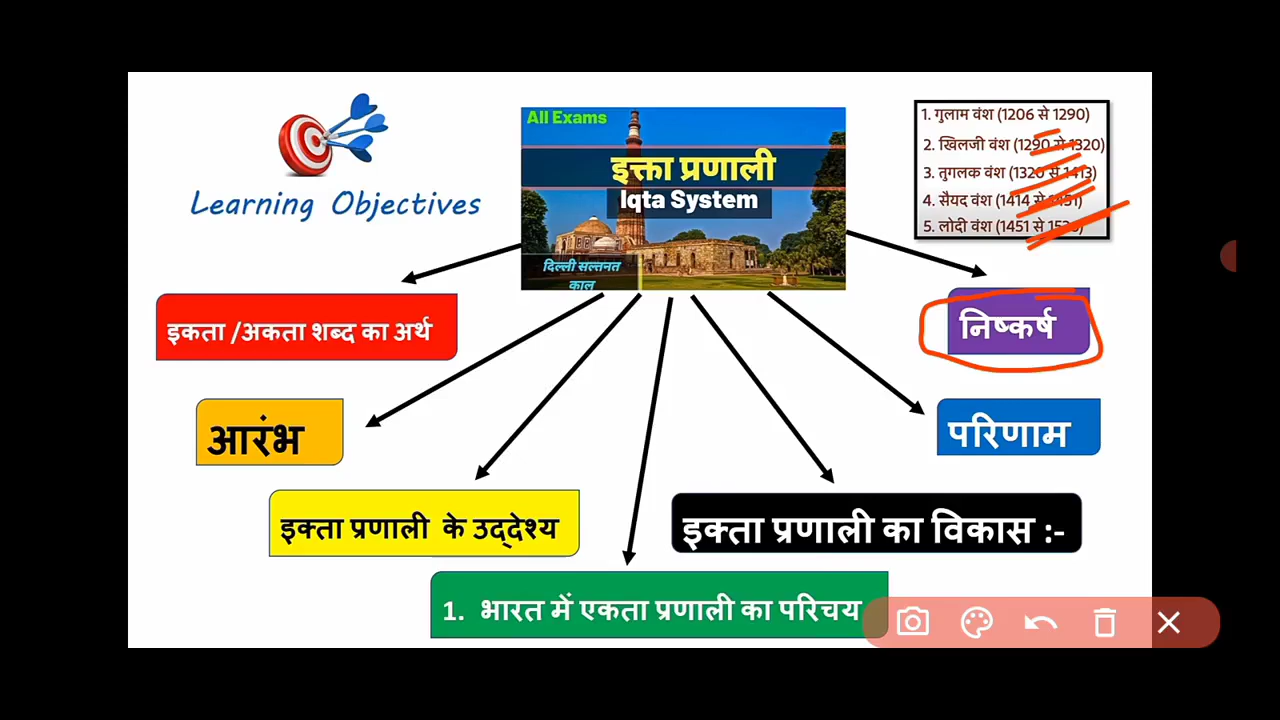 Learning Objectives
All Exams
इक्ता प्रणाली
Iqta System
दिल्ली सल्तनत
काल
1. गुलाम वंश (1206 से 1290)
2. खिलजी वंश (1290 से 1320)
3. तुगलक वंश (1320 से 1413)
4. सैयद वंश (1414 से 1451)
5. लोदी वंश (1451 से
इकता /अकता शब्द का अर्थ
निष्कर्ष
आरंभ
परिणाम
इक्ता प्रणाली के उद्देश्य
इक्ता प्रणाली का विकास :-
1. भारत में एकता प्रणाली का परिचय